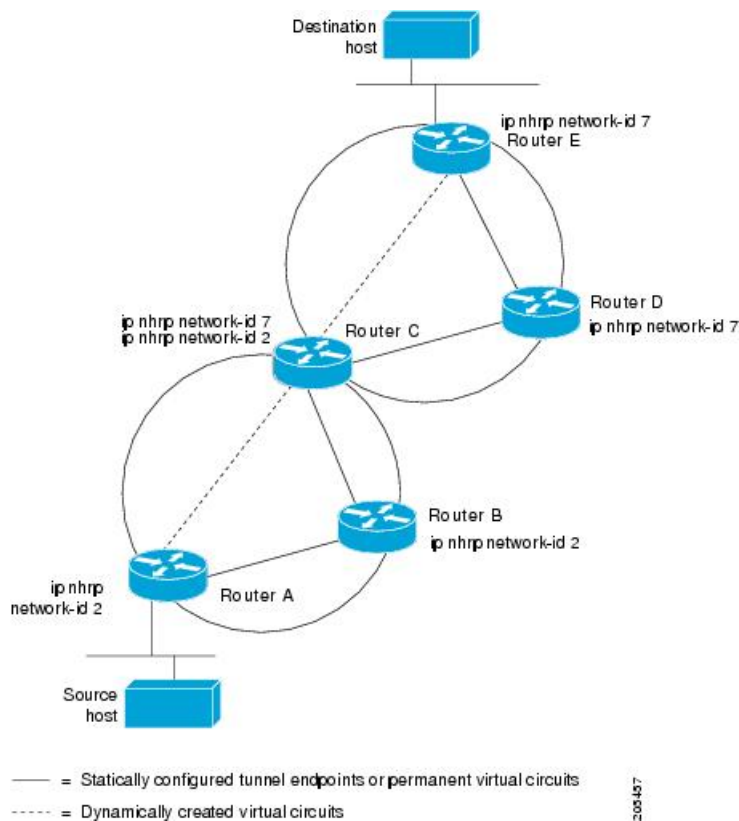 Destination
host
ip nhrp network-id 7
Router E
ip nhrp network-id 7
ip nhrp network-id 2
Router C
Router D
ip nhrp network-id 7
Router B
ip nhrp network-id 2
ip nhrp
network-id 2
Router A
Source
host
= Statically configured tunnel endpoints or permanent virtual circuits
= Dynamically created virtual circuits